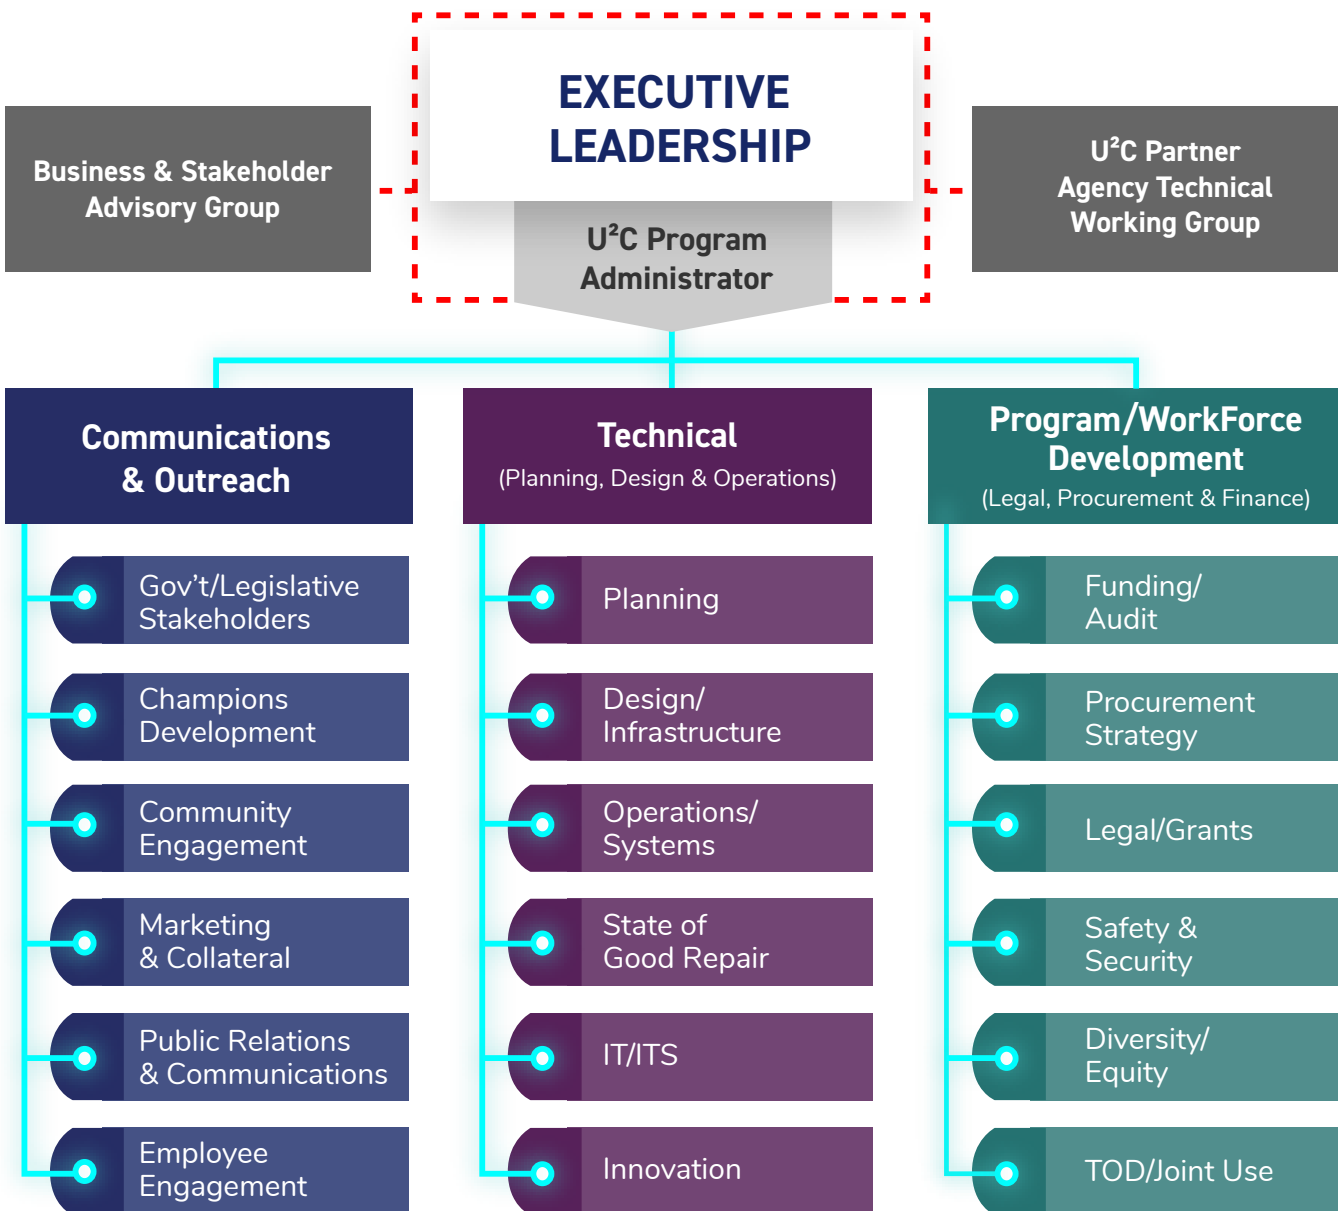 EXECUTIVE
LEADERSHIP
Business & Stakeholder
Advisory Group
U²C Partner
Agency Technical
Working Group
U²C Program
Administrator
Communications
& Outreach
Gov’t/Legislative
Stakeholders
Champions
Development
Community
Engagement
Marketing
& Collateral
Public Relations
& Communications
Employee
Engagement
Technical
(Planning, Design & Operations)
Planning
Design/
Infrastructure
Operations/
Systems
State of
Good Repair
IT/ITS
Innovation
Program/WorkForce
Development
(Legal, Procurement & Finance)
Funding/
Audit
Procurement
Strategy
Legal/Grants
Safety &
Security
Diversity/
Equity
TOD/Joint Use